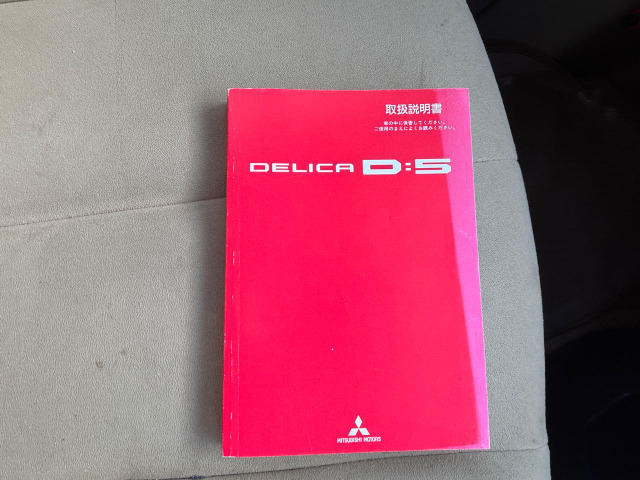 取扱説明書
車の中に保管してください。
ご使用のまえによくお読みください。
DELICA D:5
MITSUBISHI MOTORS